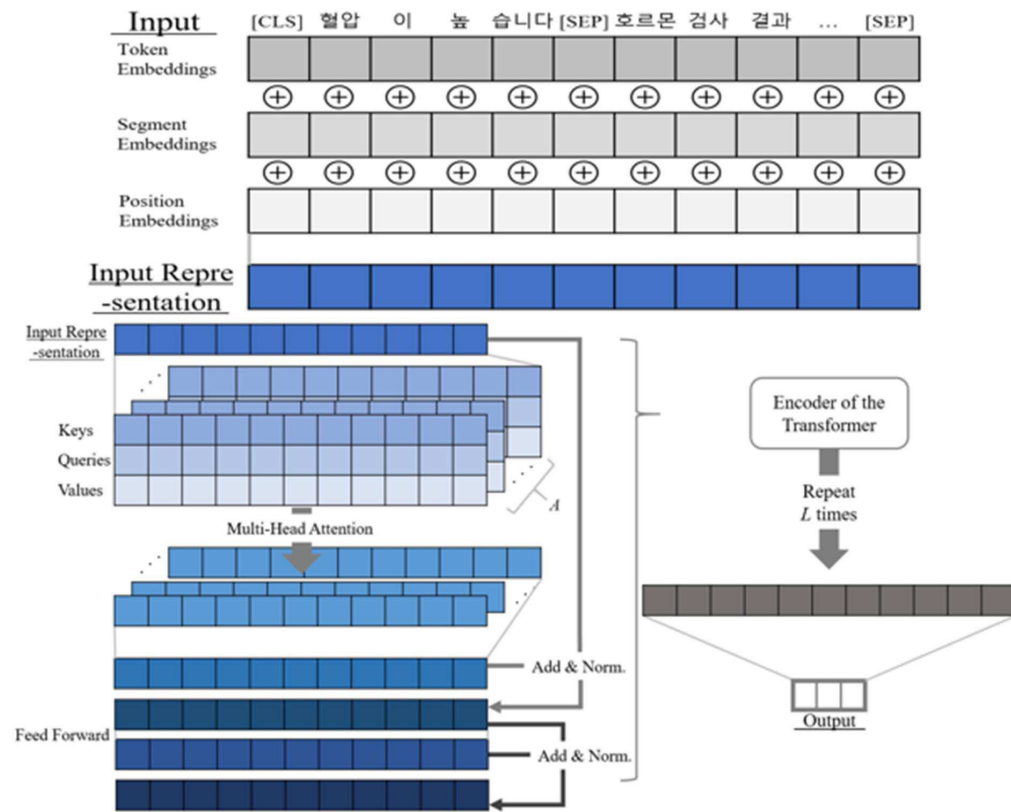 Input [CLS] 혈압 이 높 습니다 [SEP] 호르몬 검사 결과 ... [SEP]
Token
Embeddings
Segment
Embeddings
Position
Embeddings
Input Repre
-sentation
Input Repre
-sentation
Keys
Queries
Values
A
Multi-Head Attention
Add & Norm.
Feed Forward
Add & Norm.
Encoder of the
Transformer
Repeat
L times
Output